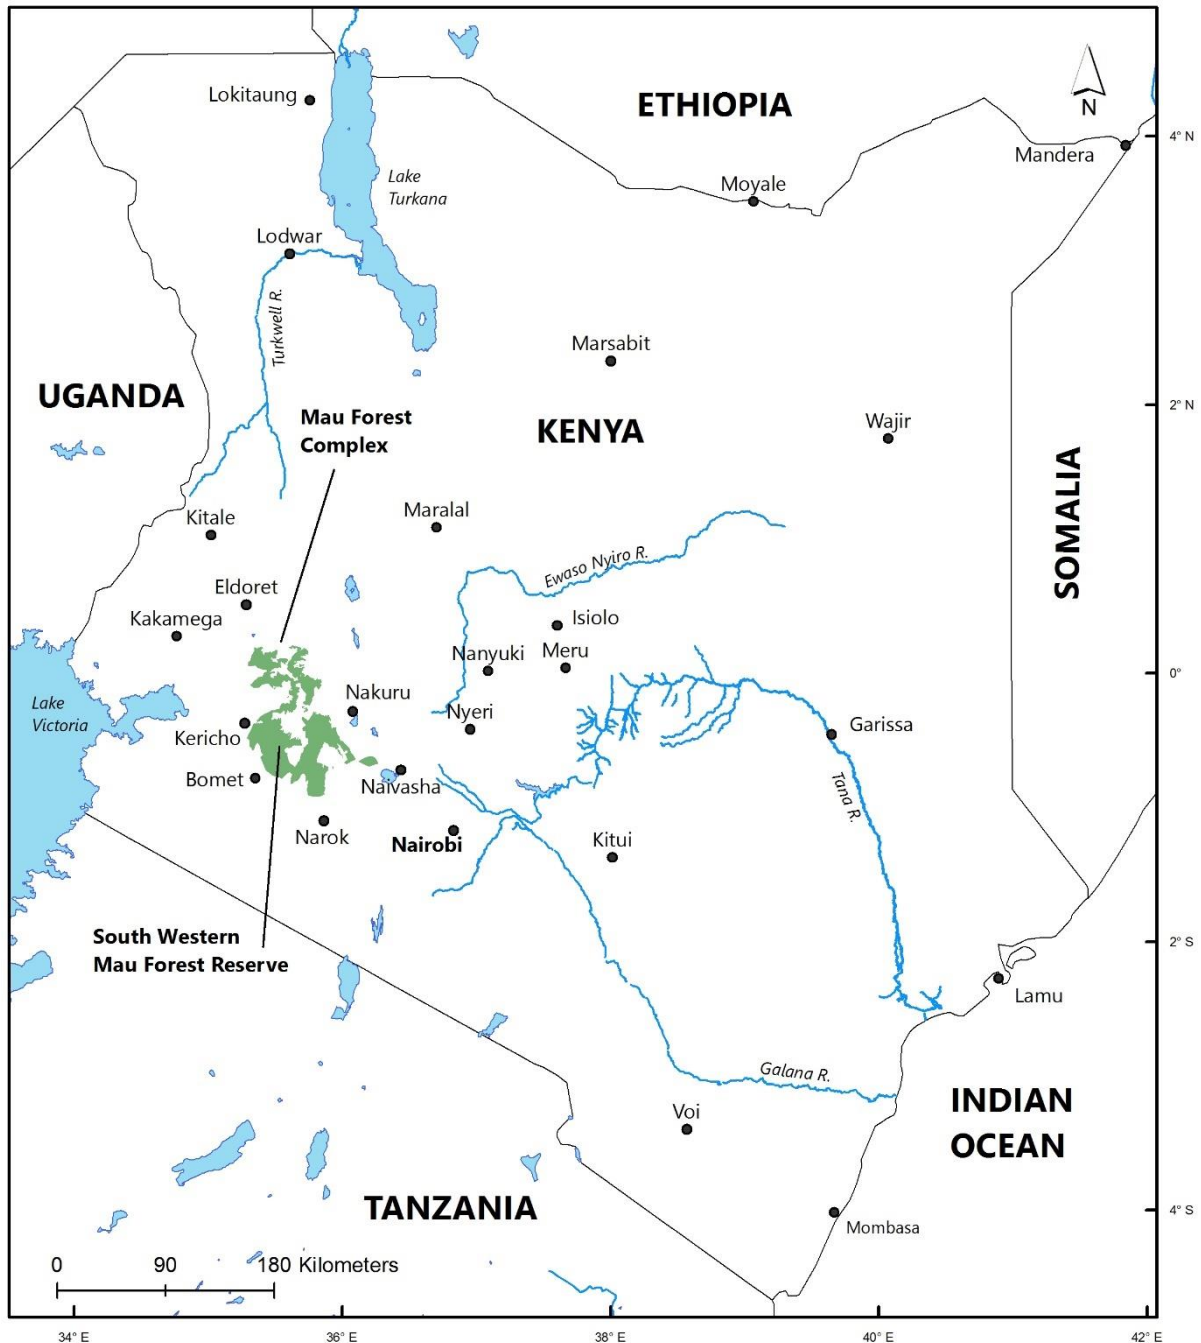 Lokitaung
ETHIOPIA
N
4° N
Mandera
Lake
Turkana
Moyale
Lodwar
Turkwell R.
Marsabit
UGANDA
Mau Forest
Complex
KENYA
2° N
Wajir
SOMALIA
Kitale
Maralal
Ewaso Nyiro R.
Eldoret
Kakamega
Isiolo
Nanyuki
Meru
0°
Lake
Victoria
Nakuru
Nyeri
Kericho
Garissa
Bomet
Naivasha
Tana R.
Narok
Nairobi
Kitui
South Western
Mau Forest Reserve
2° S
Lamu
Galana R.
Voi
INDIAN
OCEAN
TANZANIA
4° S
Mombasa
0 90 180 Kilometers
34° E 36° E 38° E 40° E 42° E